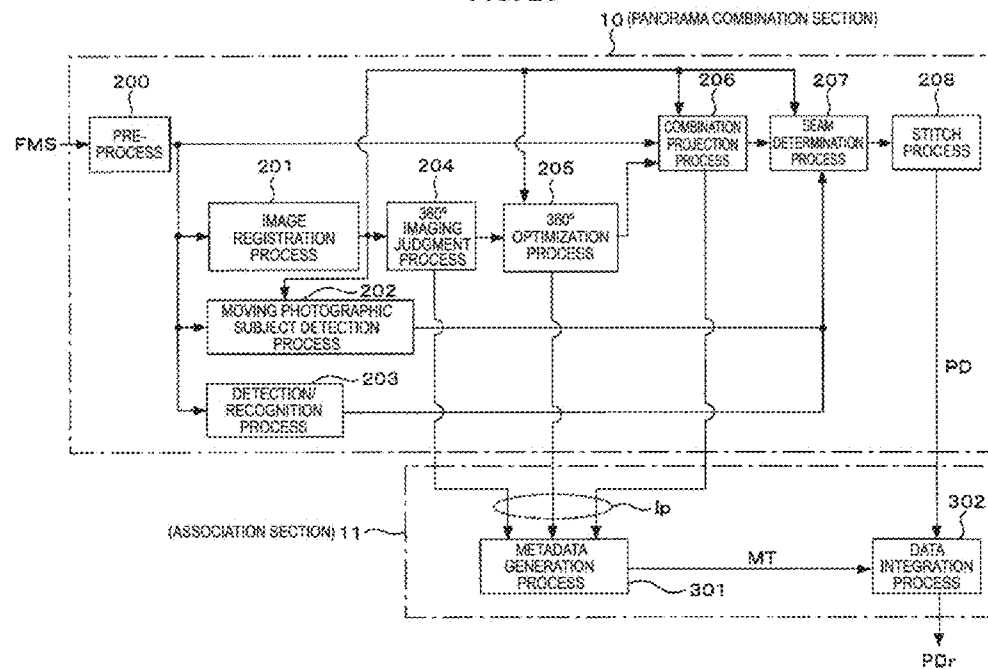 10 (PANORAMA COMBINATION SECTION)
200
206
207
208
FMS
PRE-
PROCESS
COMBINATION
PROJECTION
PROCESS
SEAM
DETERMINATION
PROCESS
STITCH
PROCESS
201
204
205
IMAGE
REGISTRATION
PROCESS
360°
IMAGING
JUDGMENT
PROCESS
360°
OPTIMIZATION
PROCESS
202
MOVING PHOTOGRAPHIC
SUBJECT DETECTION
PROCESS
203
DETECTION/
RECOGNITION
PROCESS
PD
Ip
302
(ASSOCIATION SECTION) 11
METADATA
GENERATION
PROCESS
MT
DATA
INTEGRATION
PROCESS
301
PDr